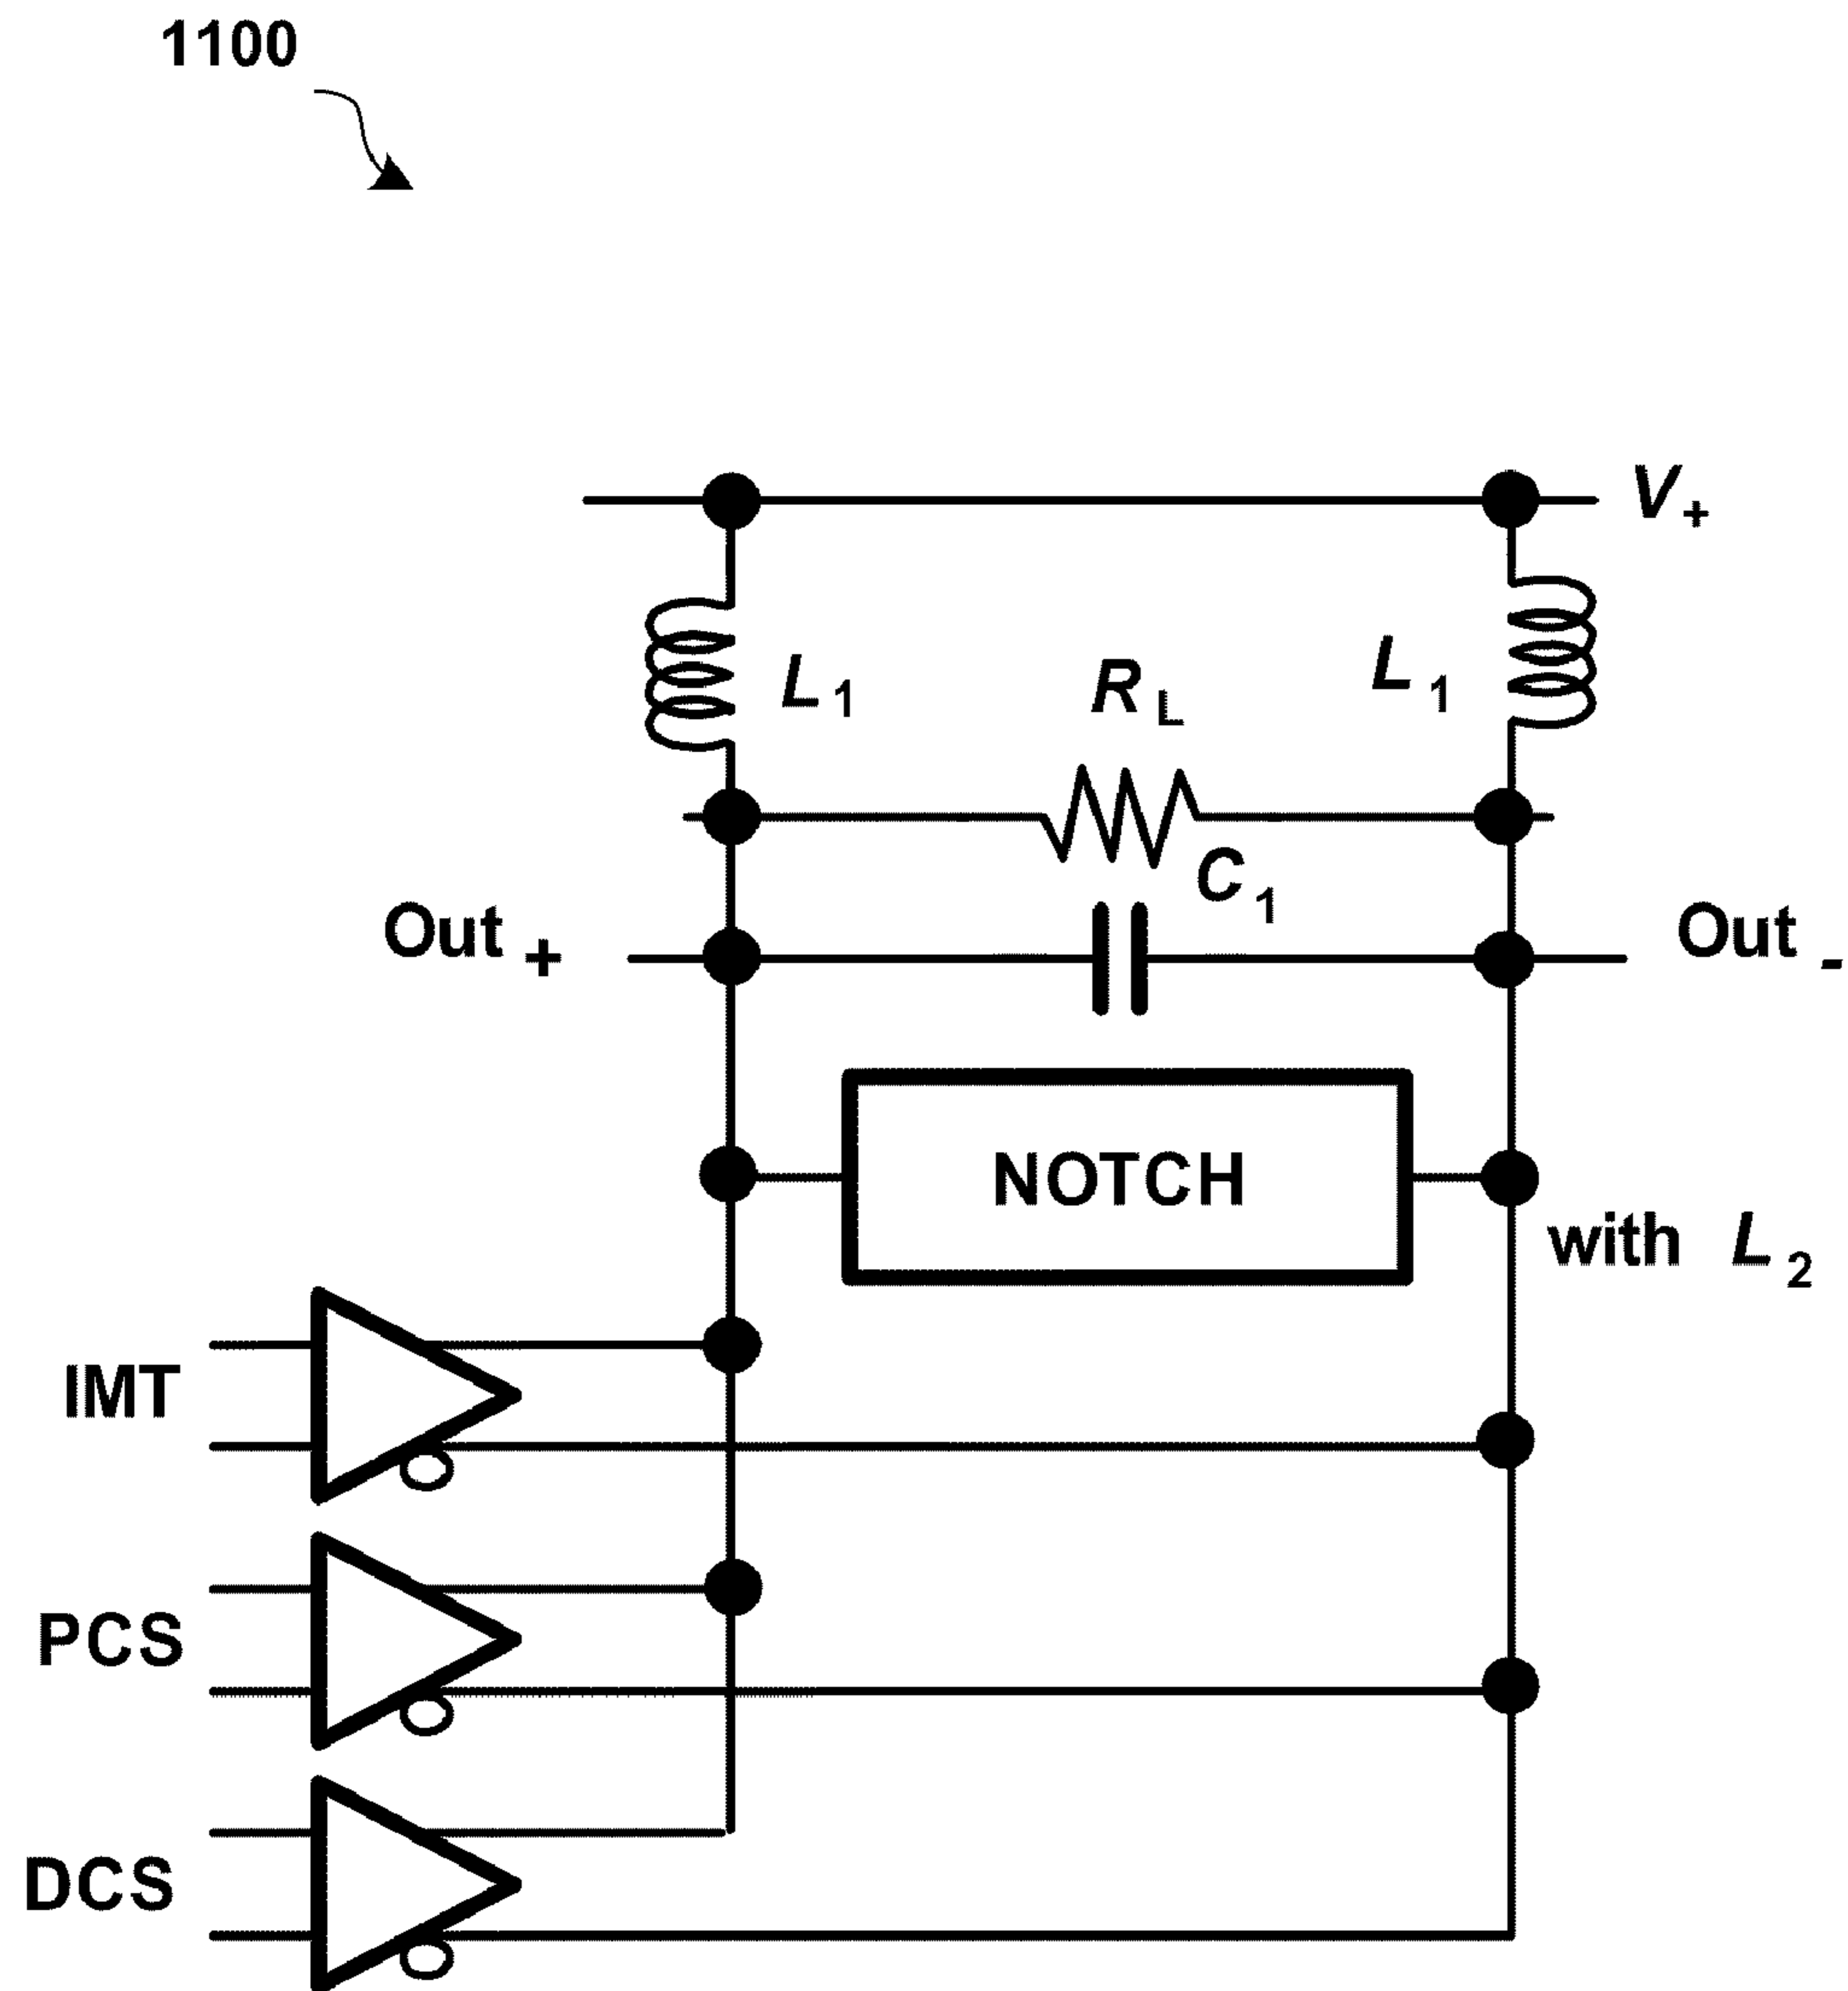 1100
V+
L1
RL
L1
C1
Out+
Out-
NOTCH
with L2
IMT
PCS
DCS